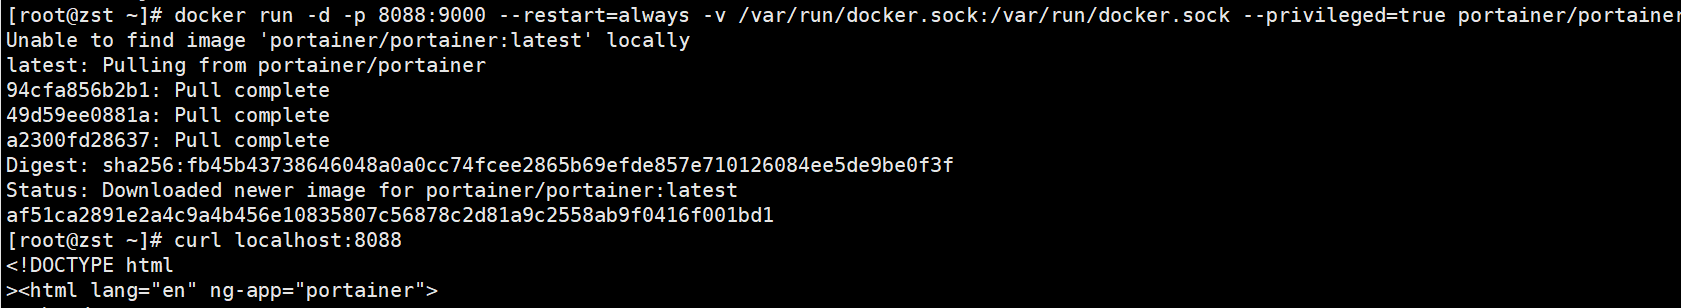 [root@zst ~]# docker run -d -p 8088:9000 --restart=always -v /var/run/docker.sock:/var/run/docker.sock --privileged=true portainer/portainer
Unable to find image 'portainer/portainer:latest' locally
latest: Pulling from portainer/portainer
94cfa856b2b1: Pull complete
49d59ee0881a: Pull complete
a2300fd28637: Pull complete
Digest: sha256:fb45b43738646048a0a0cc74fcee2865b69efde857e710126084ee5de9be0f3f
Status: Downloaded newer image for portainer/portainer:latest
af51ca2891e2a4c9a4b456e10835807c56878c2d81a9c2558ab9f0416f001bd1
[root@zst ~]# curl localhost:8088
<!DOCTYPE html
><html lang="en" ng-app="portainer">